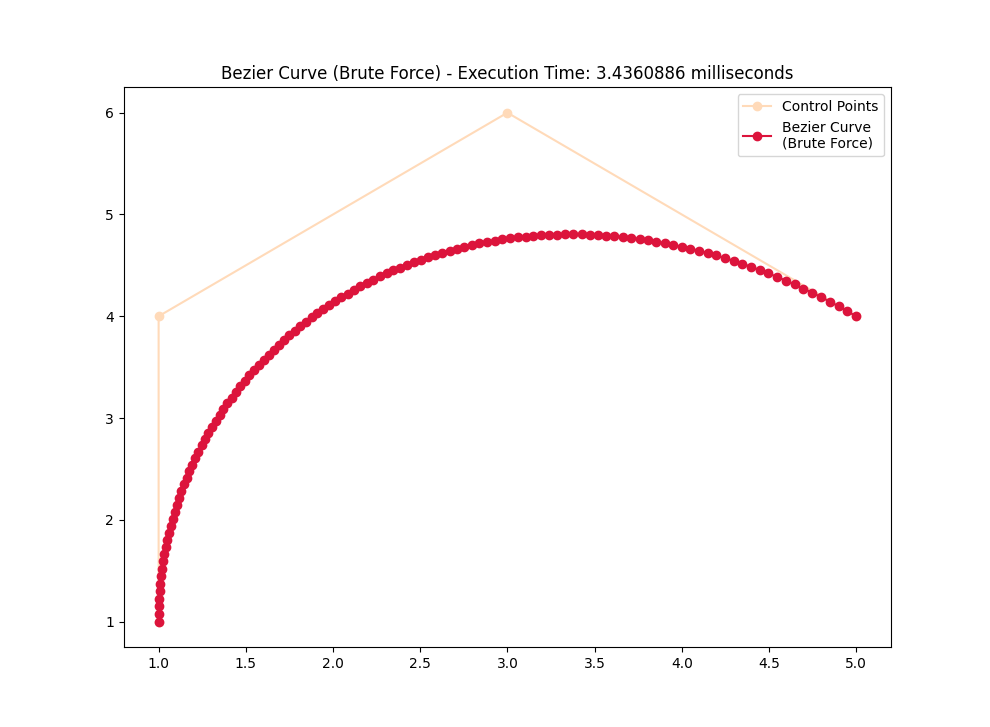 Bezier Curve (Brute Force) - Execution Time: 3.4360886 milliseconds
Control Points
Bezier Curve
(Brute Force)
6
5
4
3
2
1
1.0 1.5 2.0 2.5 3.0 3.5 4.0 4.5 5.0